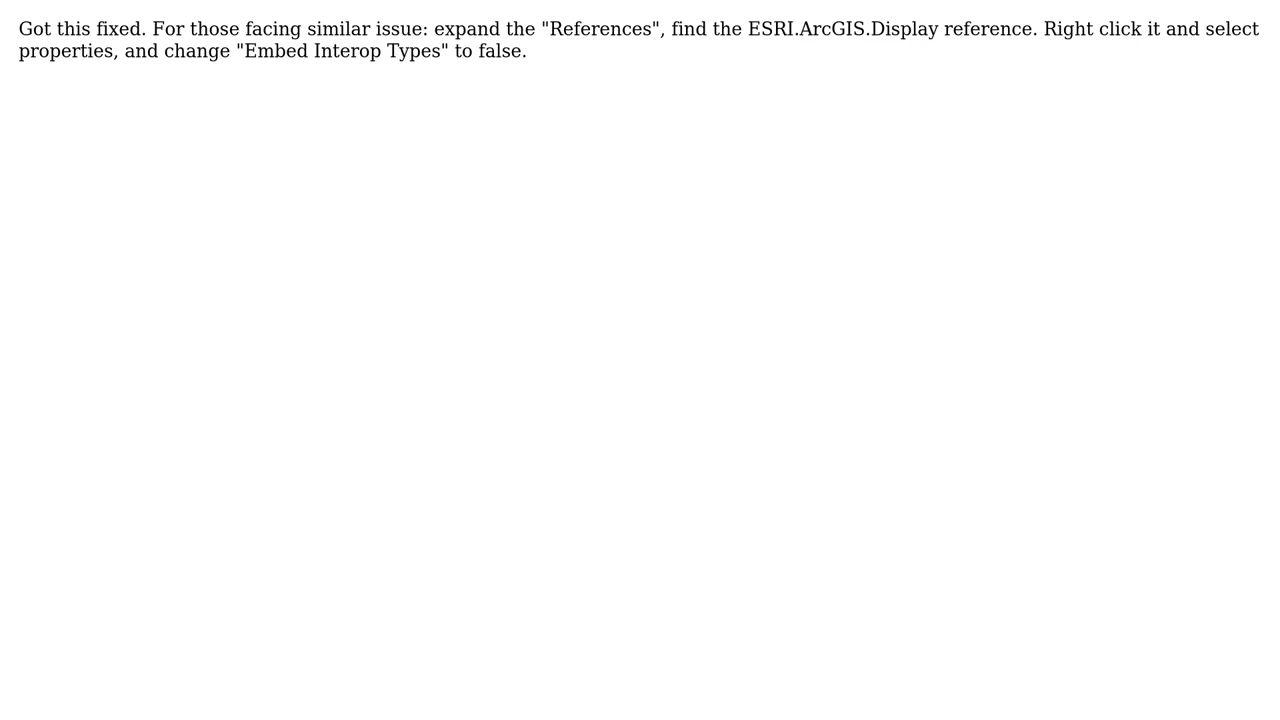 Got this fixed. For those facing similar issue: expand the "References", find the ESRI.ArcGIS.Display reference. Right click it and select
properties, and change "Embed Interop Types" to false.